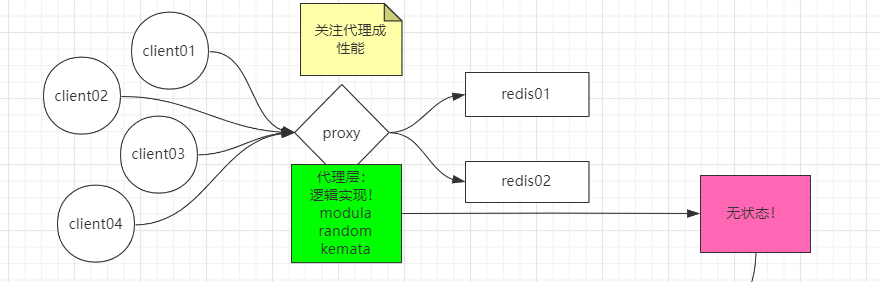 关注代理成
性能
client01
client02
client03
client04
proxy
redis01
redis02
代理层：
逻辑实现！
modula
random
kemata
无状态！